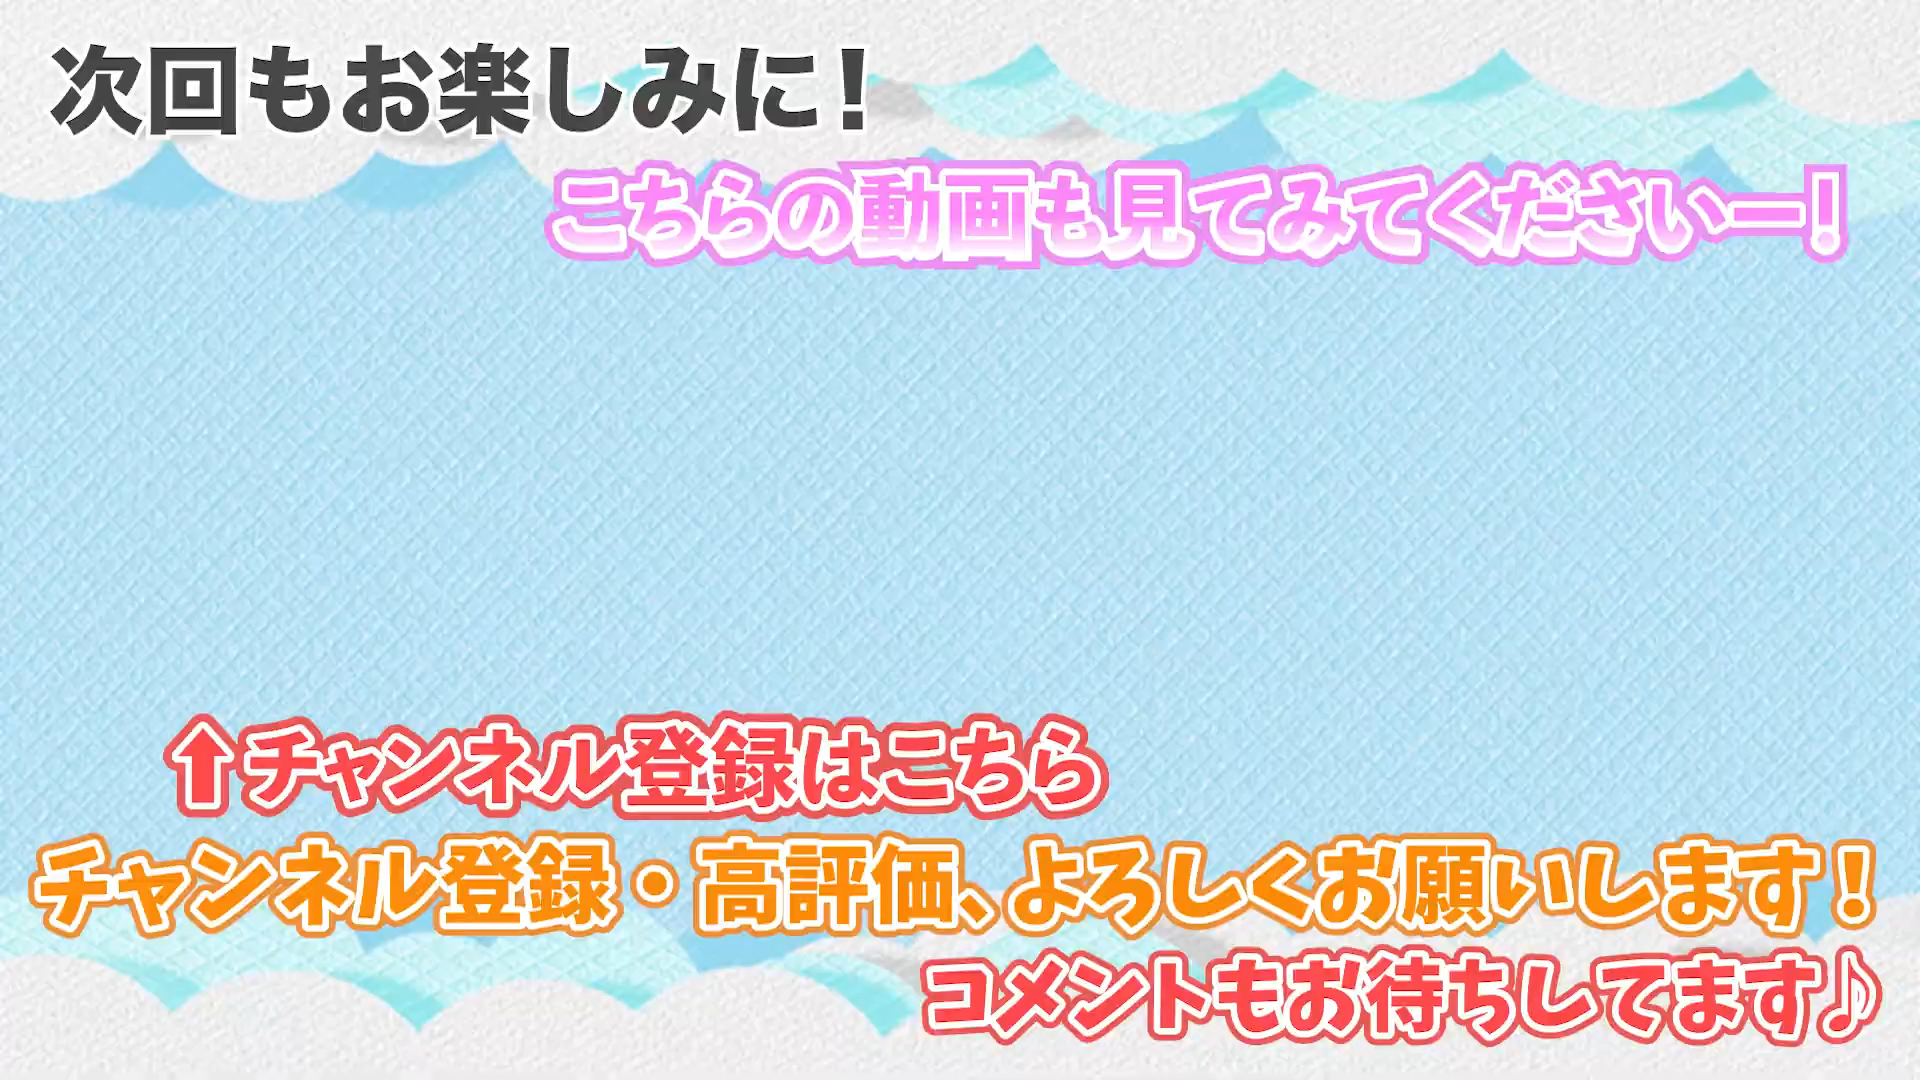 次回もお楽しみに!
こちらの動画も見てみてくださいー!
↑チャンネル登録はこちら
チャンネル登録・高評価、よろしくお願いします!
コメントもお待ちしてます♪